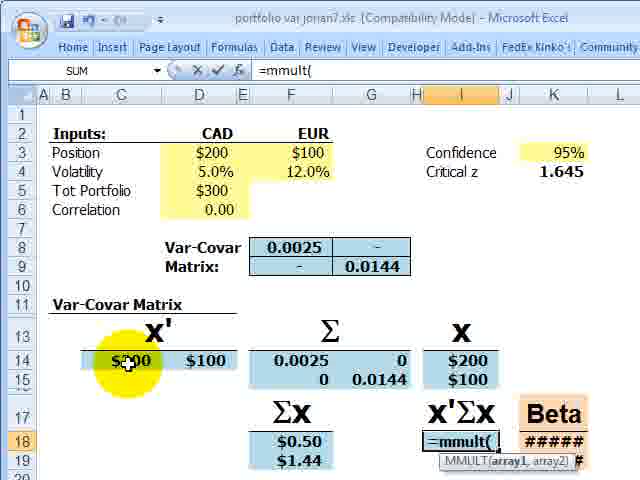 portfolio var jorian7.xls [Compatibility Mode] - Microsoft Excel
Home Insert Page Layout Formulas Data View Developer Add-Ins FedEx Kinko's Community
SUM =mmult(
A B C D E F G H I J K L
1
2 Inputs: CAD EUR
3 Position $200 $100 Confidence 95%
4 Volatility 5.0% 12.0% Critical z 1.645
5 Tot Portfolio $300
6 Correlation 0.00
7
8 Var-Covar 0.0025 -
9 Matrix: - 0.0144
10
11 Var-Covar Matrix
13 x' Σ x
14 $200 $100 0.0025 0 $200
15 0 0.0144 $100
17 Σx x'Σx Beta
18 $0.50 =mmult( #####
19 $1.44 #
MMULT(array1, array2)